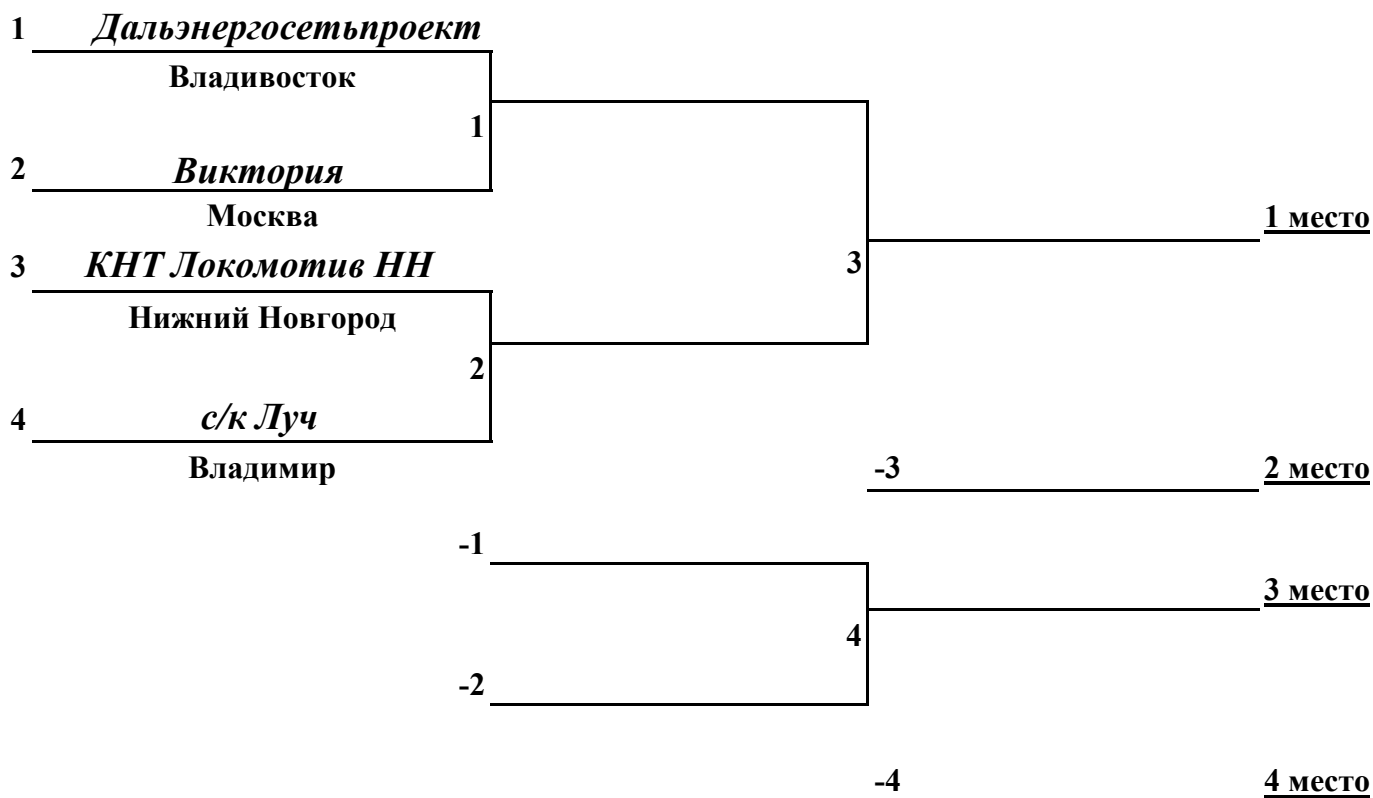 1 Дальэнергосетьпроект
Владивосток
1
2 Виктория
Москва
1 место
3 КНТ Локомотив НН
3
Нижний Новгород
2
4 с/к Луч
Владимир
-3 2 место
-1
3 место
4
-2
-4 4 место